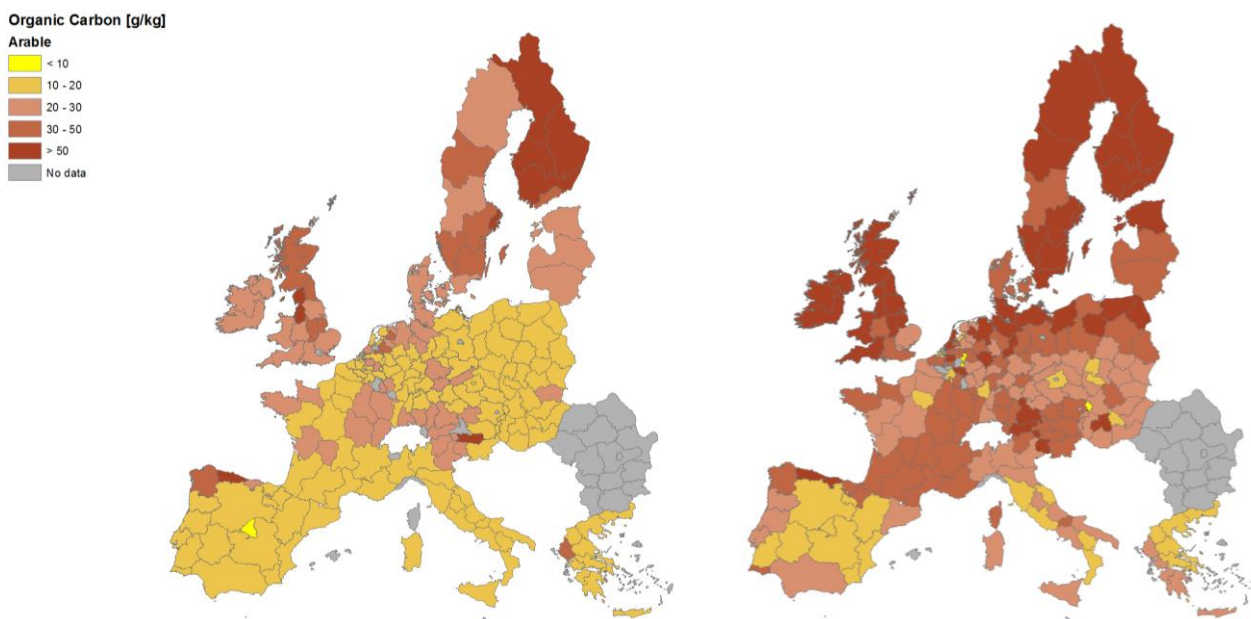 Organic Carbon [g/kg]
Arable
< 10
10 - 20
20 - 30
30 - 50
> 50
No data